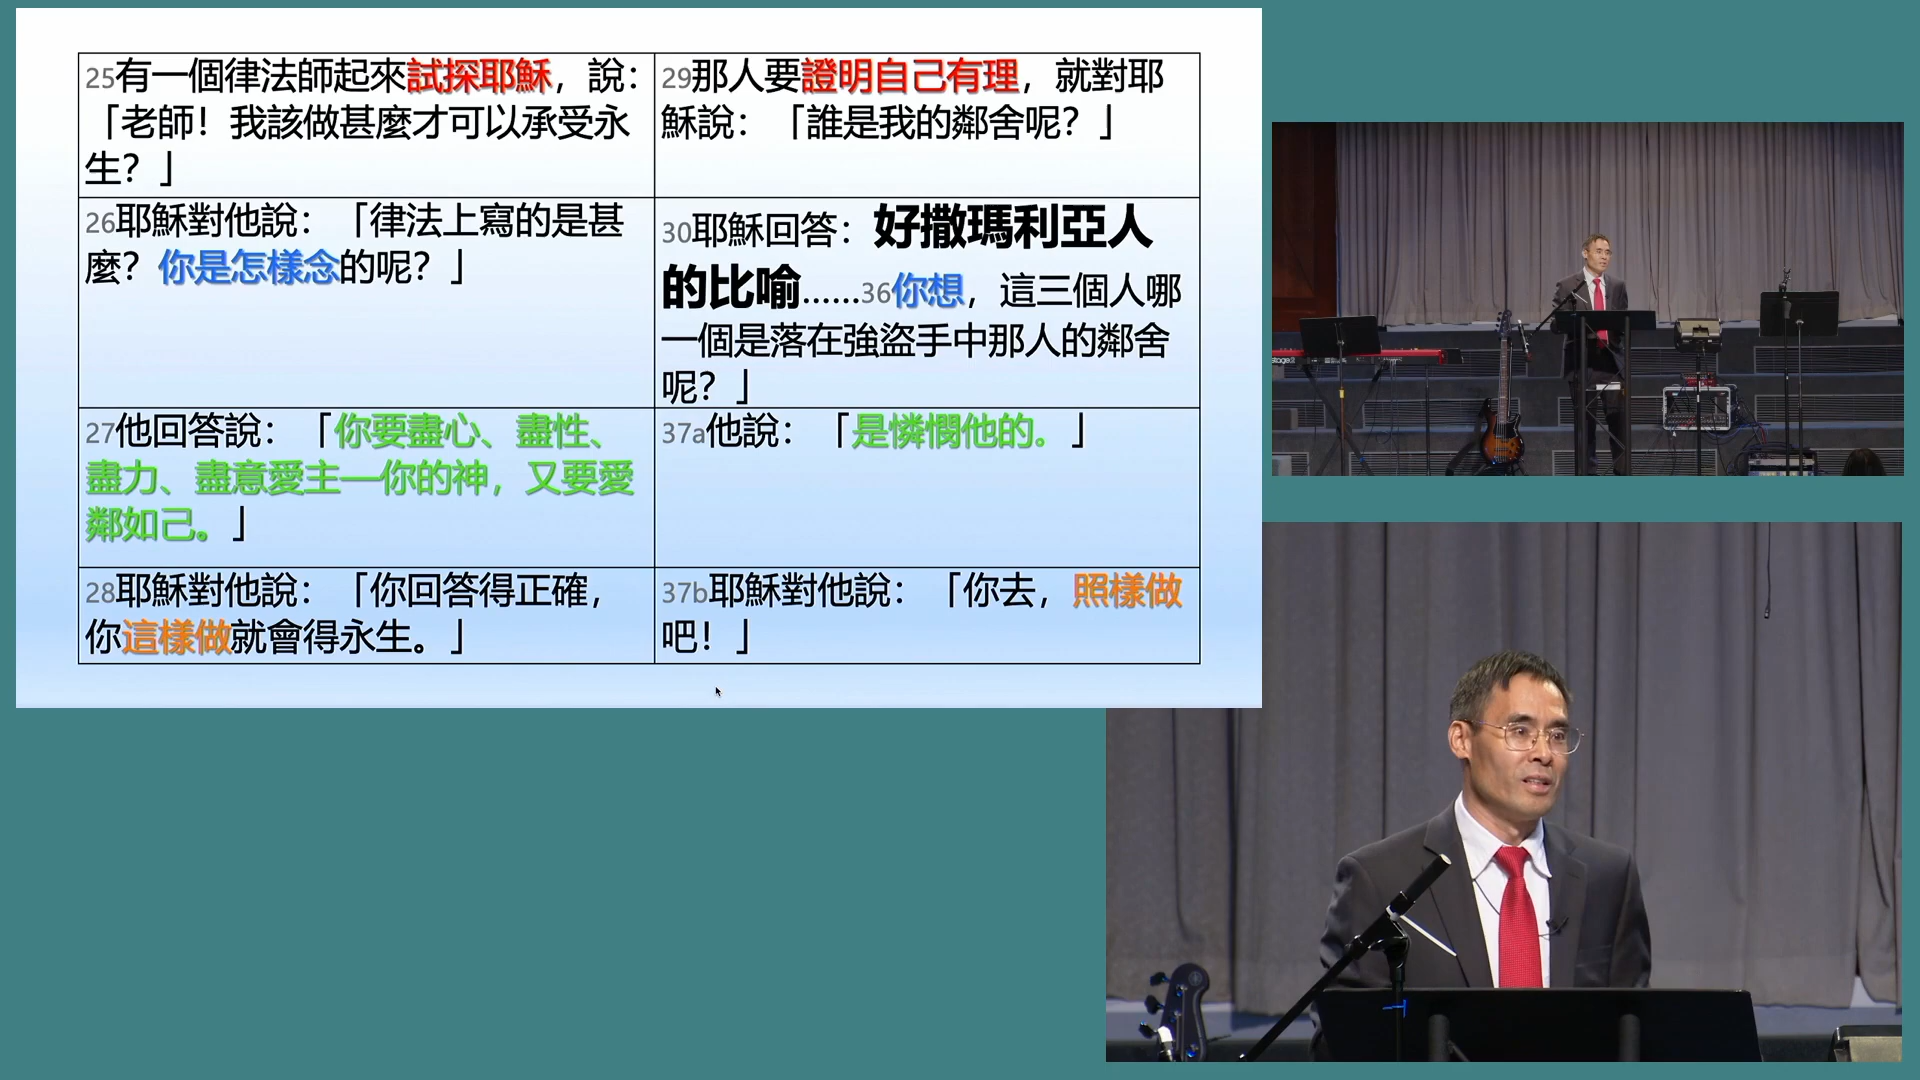 25有一個律法師起來試探耶穌，說：
「老師！我該做甚麼才可以承受永
生？」
29那人要證明自己有理，就對耶
穌說：「誰是我的鄰舍呢？」
26耶穌對他說：「律法上寫的是甚
麼？你是怎樣念的呢？」
30耶穌回答：好撒瑪利亞人
的比喻……36你想，這三個人哪
一個是落在強盜手中那人的鄰舍
呢？」
27他回答說：「你要盡心、盡性、
盡力、盡意愛主—你的神，又要愛
鄰如己。」
37a他說：「是憐憫他的。」
28耶穌對他說：「你回答得正確，
你這樣做就會得永生。」
37b耶穌對他說：「你去，照樣做
吧！」